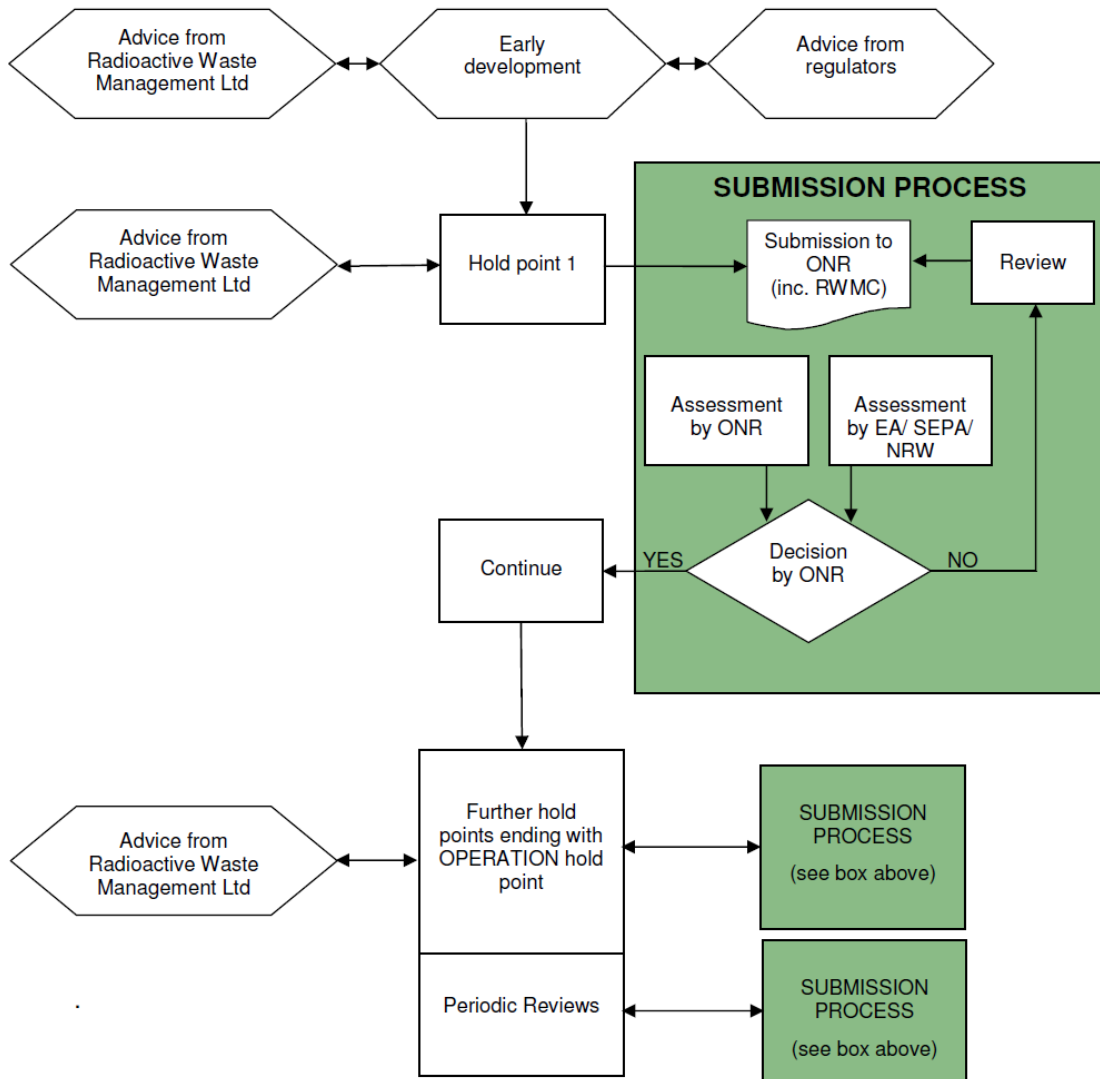 Advice from
Radioactive Waste
Management Ltd
Early
development
Advice from
regulators
SUBMISSION PROCESS
Advice from
Radioactive Waste
Management Ltd
Hold point 1
Submission to
ONR
(inc. RWMC)
Review
Assessment
by ONR
Assessment
by EA/ SEPA/
NRW
Continue
YES
Decision
by ONR
NO
Advice from
Radioactive Waste
Management Ltd
Further hold
points ending with
OPERATION hold
point
SUBMISSION
PROCESS
(see box above)
Periodic Reviews
SUBMISSION
PROCESS
(see box above)
.